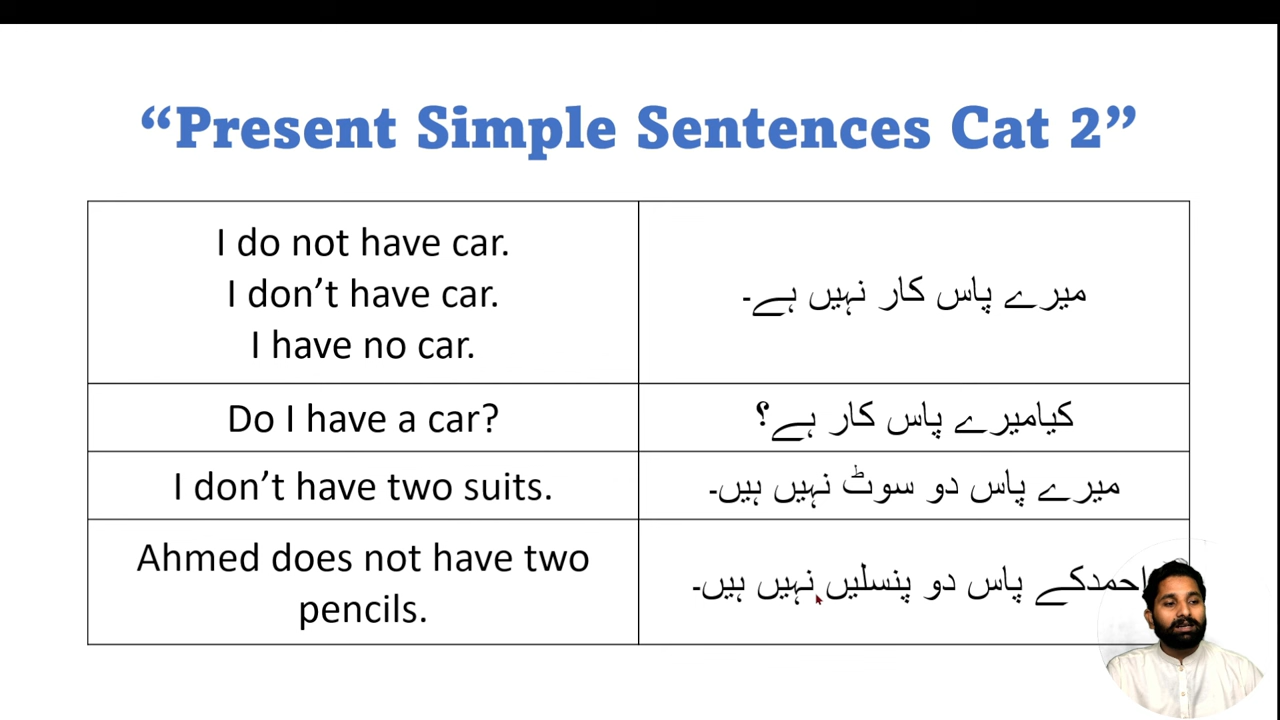 “Present Simple Sentences Cat 2”
I do not have car.
I don’t have car.
I have no car.
میرے پاس کار نہیں ہے۔
Do I have a car?
کیامیرے پاس کار ہے؟
I don’t have two suits.
میرے پاس دو سوٹ نہیں ہیں۔
Ahmed does not have two
pencils.
احمدکے پاس دو پنسلیں نہیں ہیں۔